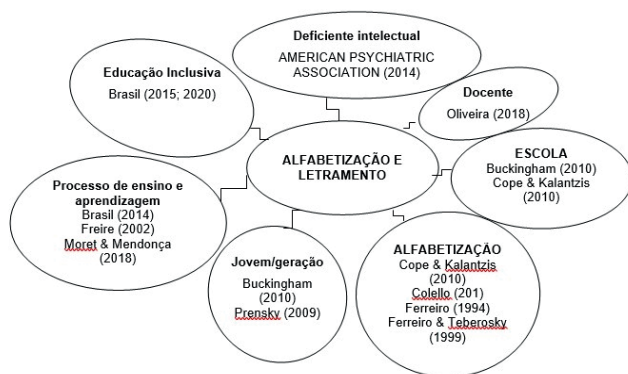 Deficiente intelectual
AMERICAN PSYCHIATRIC
ASSOCIATION (2014)
Educação Inclusiva
Brasil (2015; 2020)
Docente
Oliveira (2018)
ALFABETIZAÇÃO E
LETRAMENTO
ESCOLA
Buckingham (2010)
Cope & Kalantzis
(2010)
Processo de ensino e
aprendizagem
Brasil (2014)
Freire (2002)
Moret & Mendonça
(2018)
Jovem/geração
Buckingham
(2010)
Prensky (2009)
ALFABETIZAÇÃO
Cope & Kalantzis
(2010)
Colello (201)
Ferreiro (1994)
Ferreiro & Teberosky
(1999)